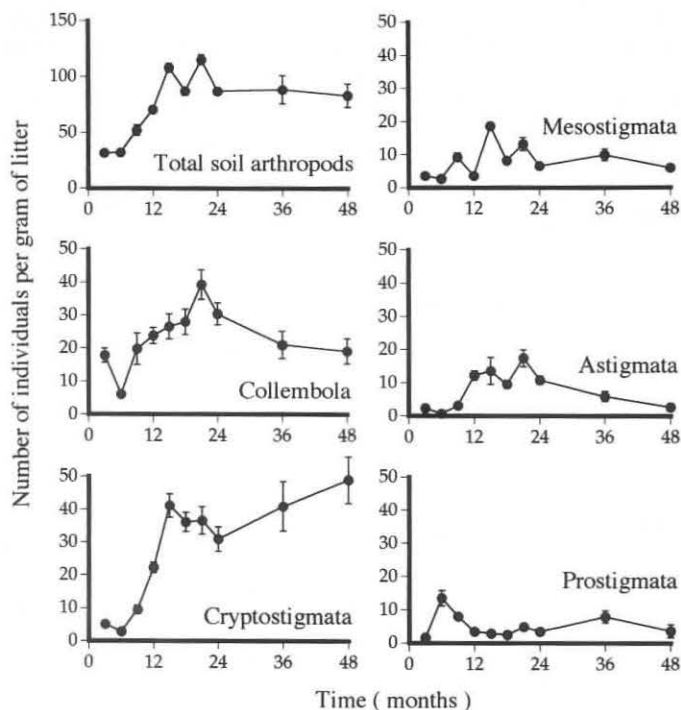 Number of individuals per gram of litter
150
100
50
0
0 12 24 36 48
Total soil arthropods
50
40
30
20
10
0
0 12 24 36 48
Mesostigmata
50
40
30
20
10
0
0 12 24 36 48
Collembola
50
40
30
20
10
0
0 12 24 36 48
Astigmata
50
40
30
20
10
0
0 12 24 36 48
Cryptostigmata
50
40
30
20
10
0
0 12 24 36 48
Prostigmata
Time ( months )